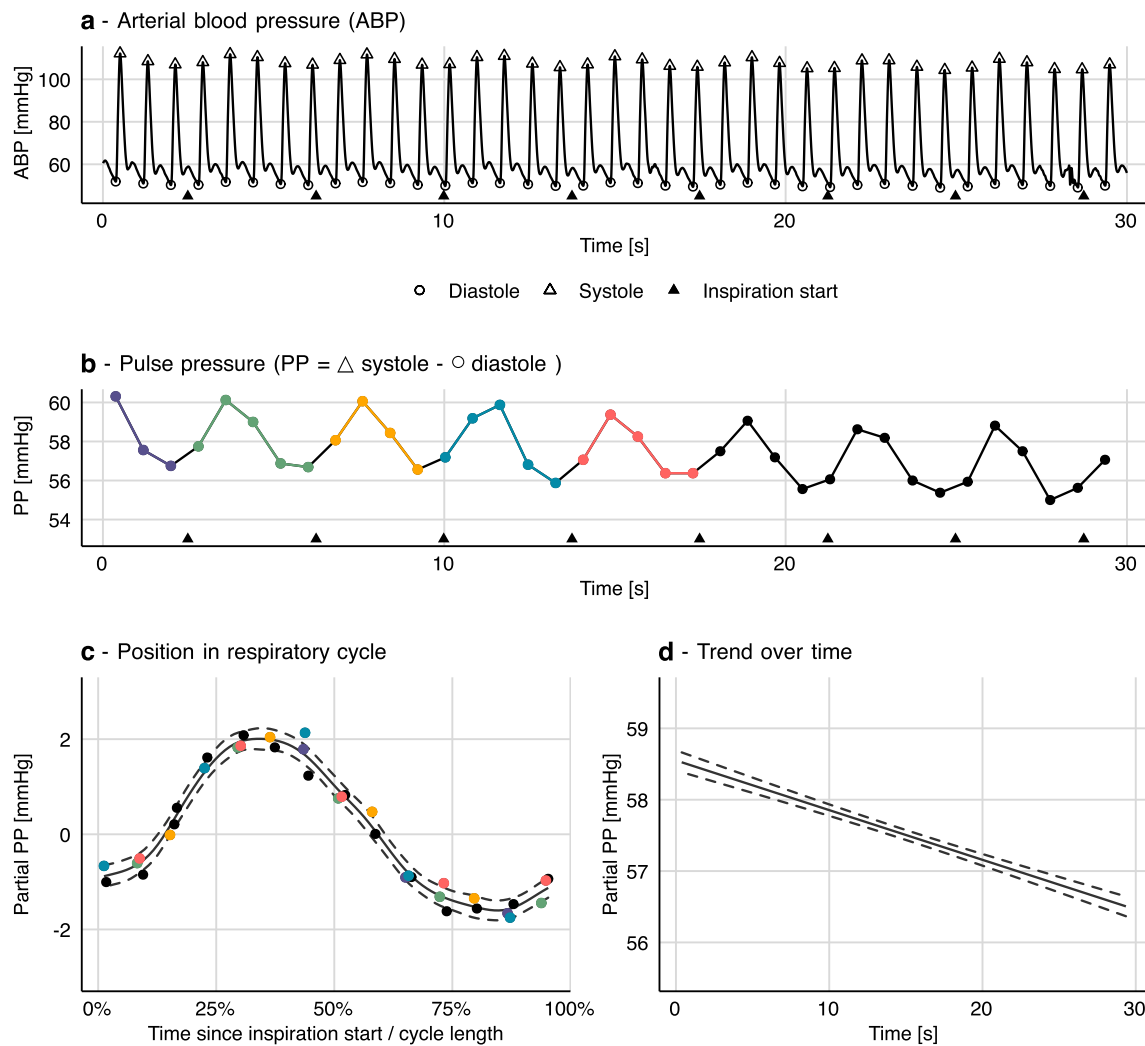 a - Arterial blood pressure (ABP)
ABP [mmHg]
100
80
60
0 10 20 30
Time [s]
○ Diastole △ Systole ▲ Inspiration start
b - Pulse pressure (PP = △ systole - ○ diastole )
PP [mmHg]
60
58
56
54
0 10 20 30
Time [s]
c - Position in respiratory cycle
Partial PP [mmHg]
2
0
-2
0% 25% 50% 75% 100%
Time since inspiration start / cycle length
d - Trend over time
Partial PP [mmHg]
59
58
57
56
0 10 20 30
Time [s]